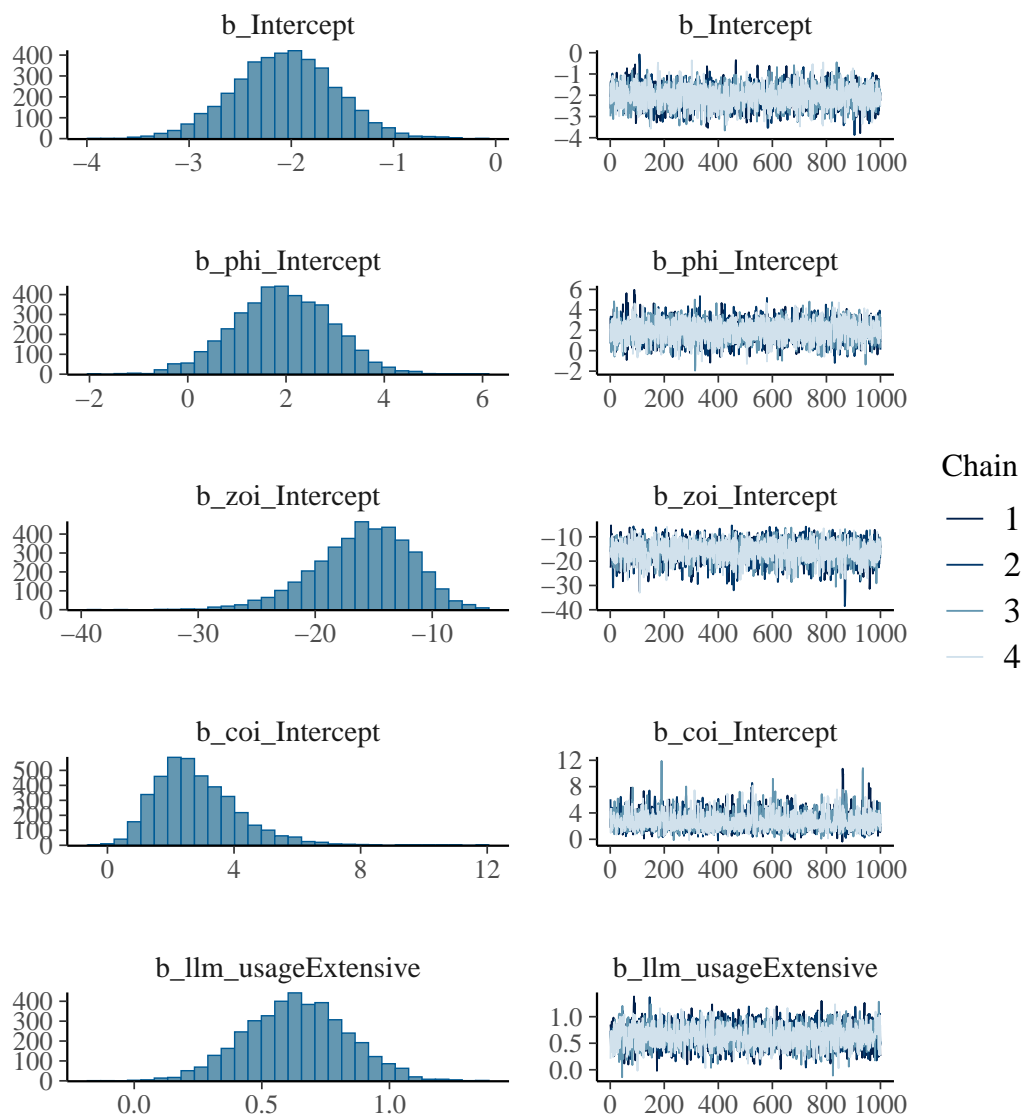 b_Intercept
400
300
200
100
0
−4 −3 −2 −1 0
b_Intercept
0
−1
−2
−3
−4
0 200 400 600 800 1000
b_phi_Intercept
400
300
200
100
0
−2 0 2 4 6
b_phi_Intercept
6
4
2
0
−2
0 200 400 600 800 1000
b_zoi_Intercept
400
300
200
100
0
−40 −30 −20 −10
b_zoi_Intercept
−10
−20
−30
−40
0 200 400 600 800 1000
b_coi_Intercept
500
400
300
200
100
0
0 4 8 12
b_coi_Intercept
12
8
4
0
0 200 400 600 800 1000
b_llm_usageExtensive
400
300
200
100
0
0.0 0.5 1.0
b_llm_usageExtensive
1.0
0.5
0.0
0 200 400 600 800 1000
Chain
1
2
3
4